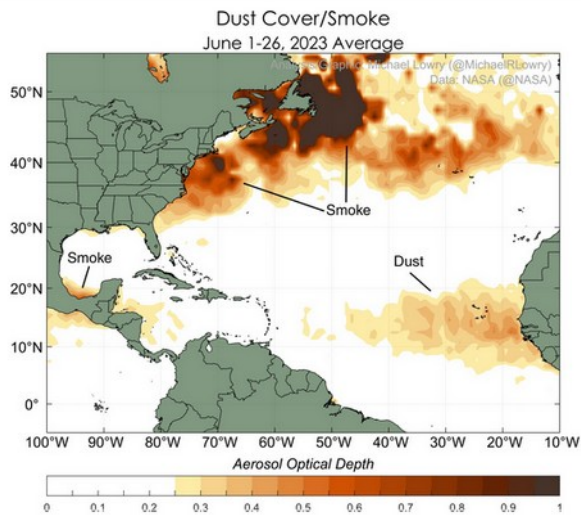 Dust Cover/Smoke
June 1-26, 2023 Average
Analysis/Graphic: Michael Lowry (@MichaelRLowry)
Data: NASA (@NASA)
50°N
40°N
30°N
20°N
10°N
0°
Smoke
Smoke
Dust
100°W 90°W 80°W 70°W 60°W 50°W 40°W 30°W 20°W 10°W
Aerosol Optical Depth
0 0.1 0.2 0.3 0.4 0.5 0.6 0.7 0.8 0.9 1